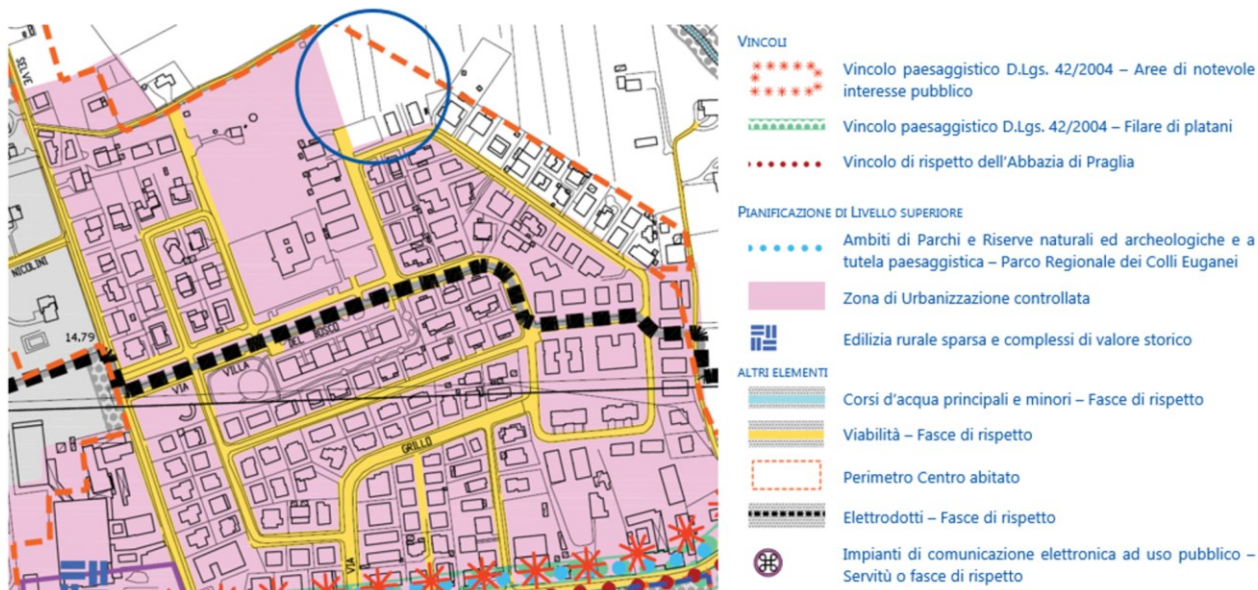 SELVE
NICOLINI
14,79
VIA
VILLA
DEL BOSCO
GRILLO
VIA
VINCOLI
Vincolo paesaggistico D.Lgs. 42/2004 – Aree di notevole
interesse pubblico
Vincolo paesaggistico D.Lgs. 42/2004 – Filare di platani
Vincolo di rispetto dell'Abbazia di Praglia
PIANIFICAZIONE DI LIVELLO SUPERIORE
Ambiti di Parchi e Riserve naturali ed archeologiche e a
tutela paesaggistica – Parco Regionale dei Colli Euganei
Zona di Urbanizzazione controllata
Edilizia rurale sparsa e complessi di valore storico
ALTRI ELEMENTI
Corsi d'acqua principali e minori – Fasce di rispetto
Viabilità – Fasce di rispetto
Perimetro Centro abitato
Elettrodotti – Fasce di rispetto
Impianti di comunicazione elettronica ad uso pubblico –
Servitù o fasce di rispetto